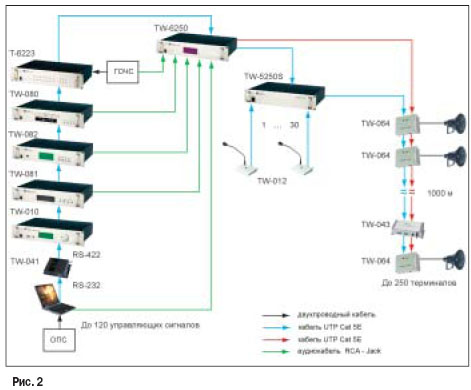 TW-6250
T-6223
ГОЧС
TW-080
TW-5250S
TW-082
1 ... 30
TW-064
TW-064
TW-081
TW-012
1000 м
TW-010
TW-043
RS-422
TW-041
TW-064
RS-232
До 250 терминалов
До 120 управляющих сигналов
ОПС
двухпроводный кабель
кабель UTP Cat 5E
кабель UTP Cat 5E
аудиокабель RCA - Jack
Рис. 2